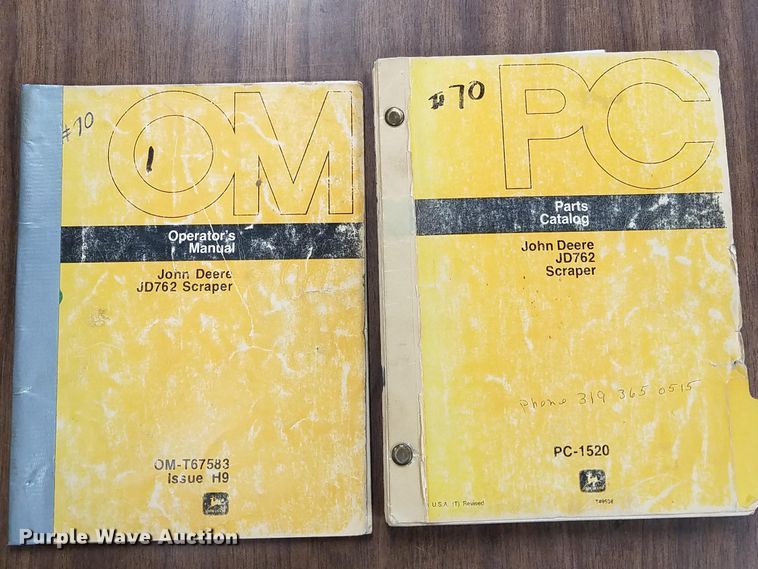 OM
#70
1
Operator's
Manual
John Deere
JD762 Scraper
OM-T67583
Issue H9
PC
#70
Parts
Catalog
John Deere
JD762
Scraper
phone 319 365 0515
PC-1520
U.S.A. (T) Revised
Purple Wave Auction